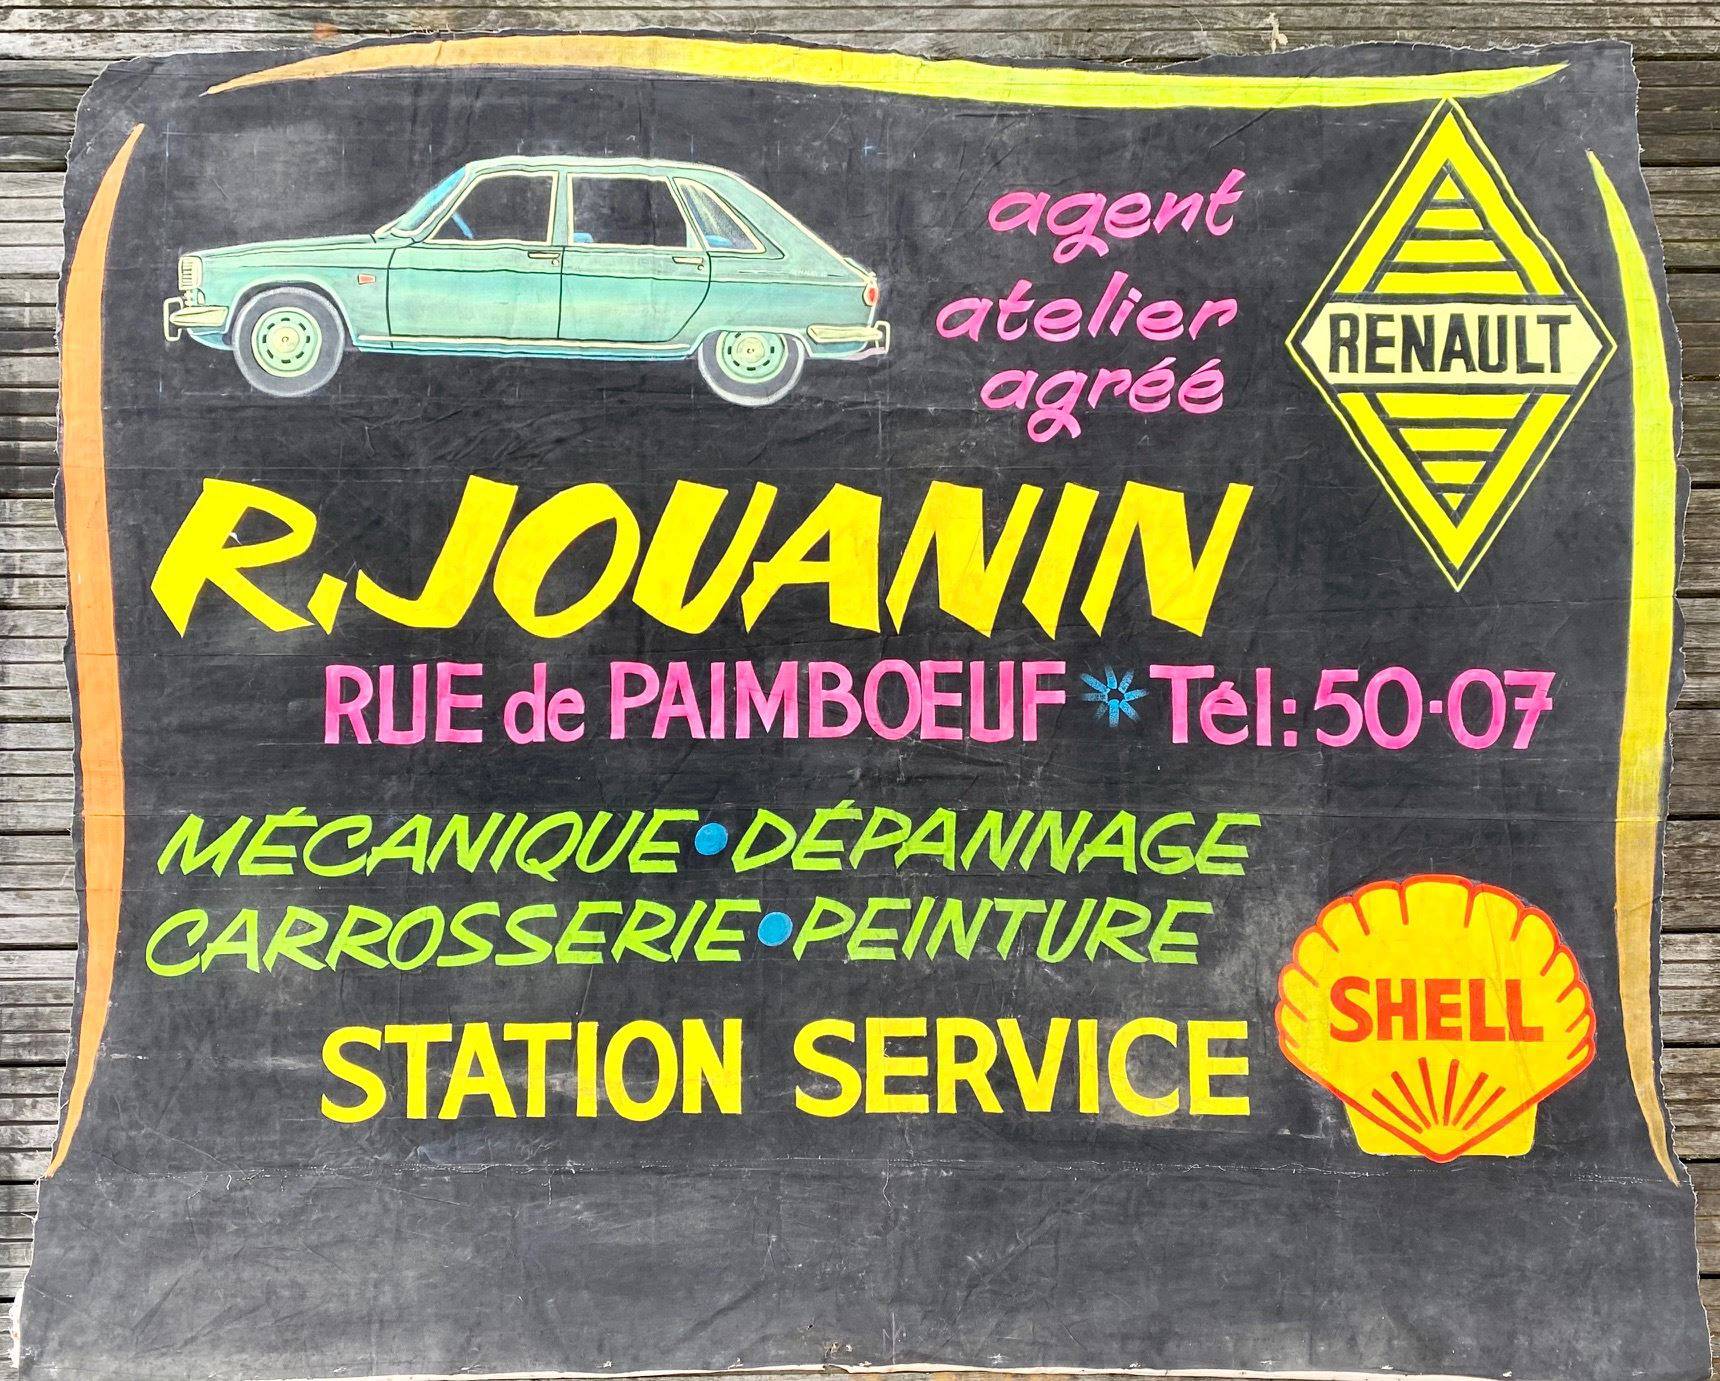 agent
atelier
agréé
RENAULT
R. JOUANIN
RUE de PAIMBOEUF * Tél: 50-07
MÉCANIQUE • DÉPANNAGE
CARROSSERIE • PEINTURE
STATION SERVICE
SHELL